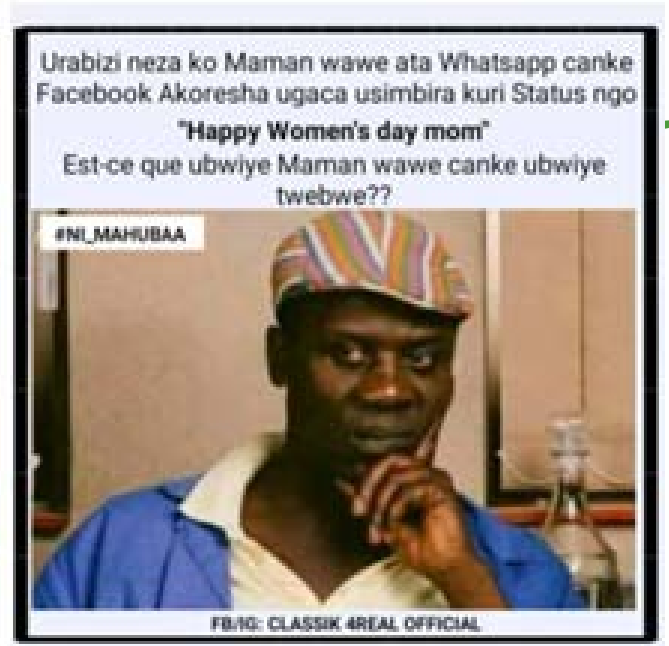 Urabizi neza ko Maman wawe ata Whatsapp canke
Facebook Akoresha ugaca usimbira kuri Status ngo
"Happy Women's day mom"
Est-ce que ubwiye Maman wawe canke ubwiye
twebwe??
#NI_MAHUBAA
FB/IG: CLASSIK 4REAL OFFICIAL